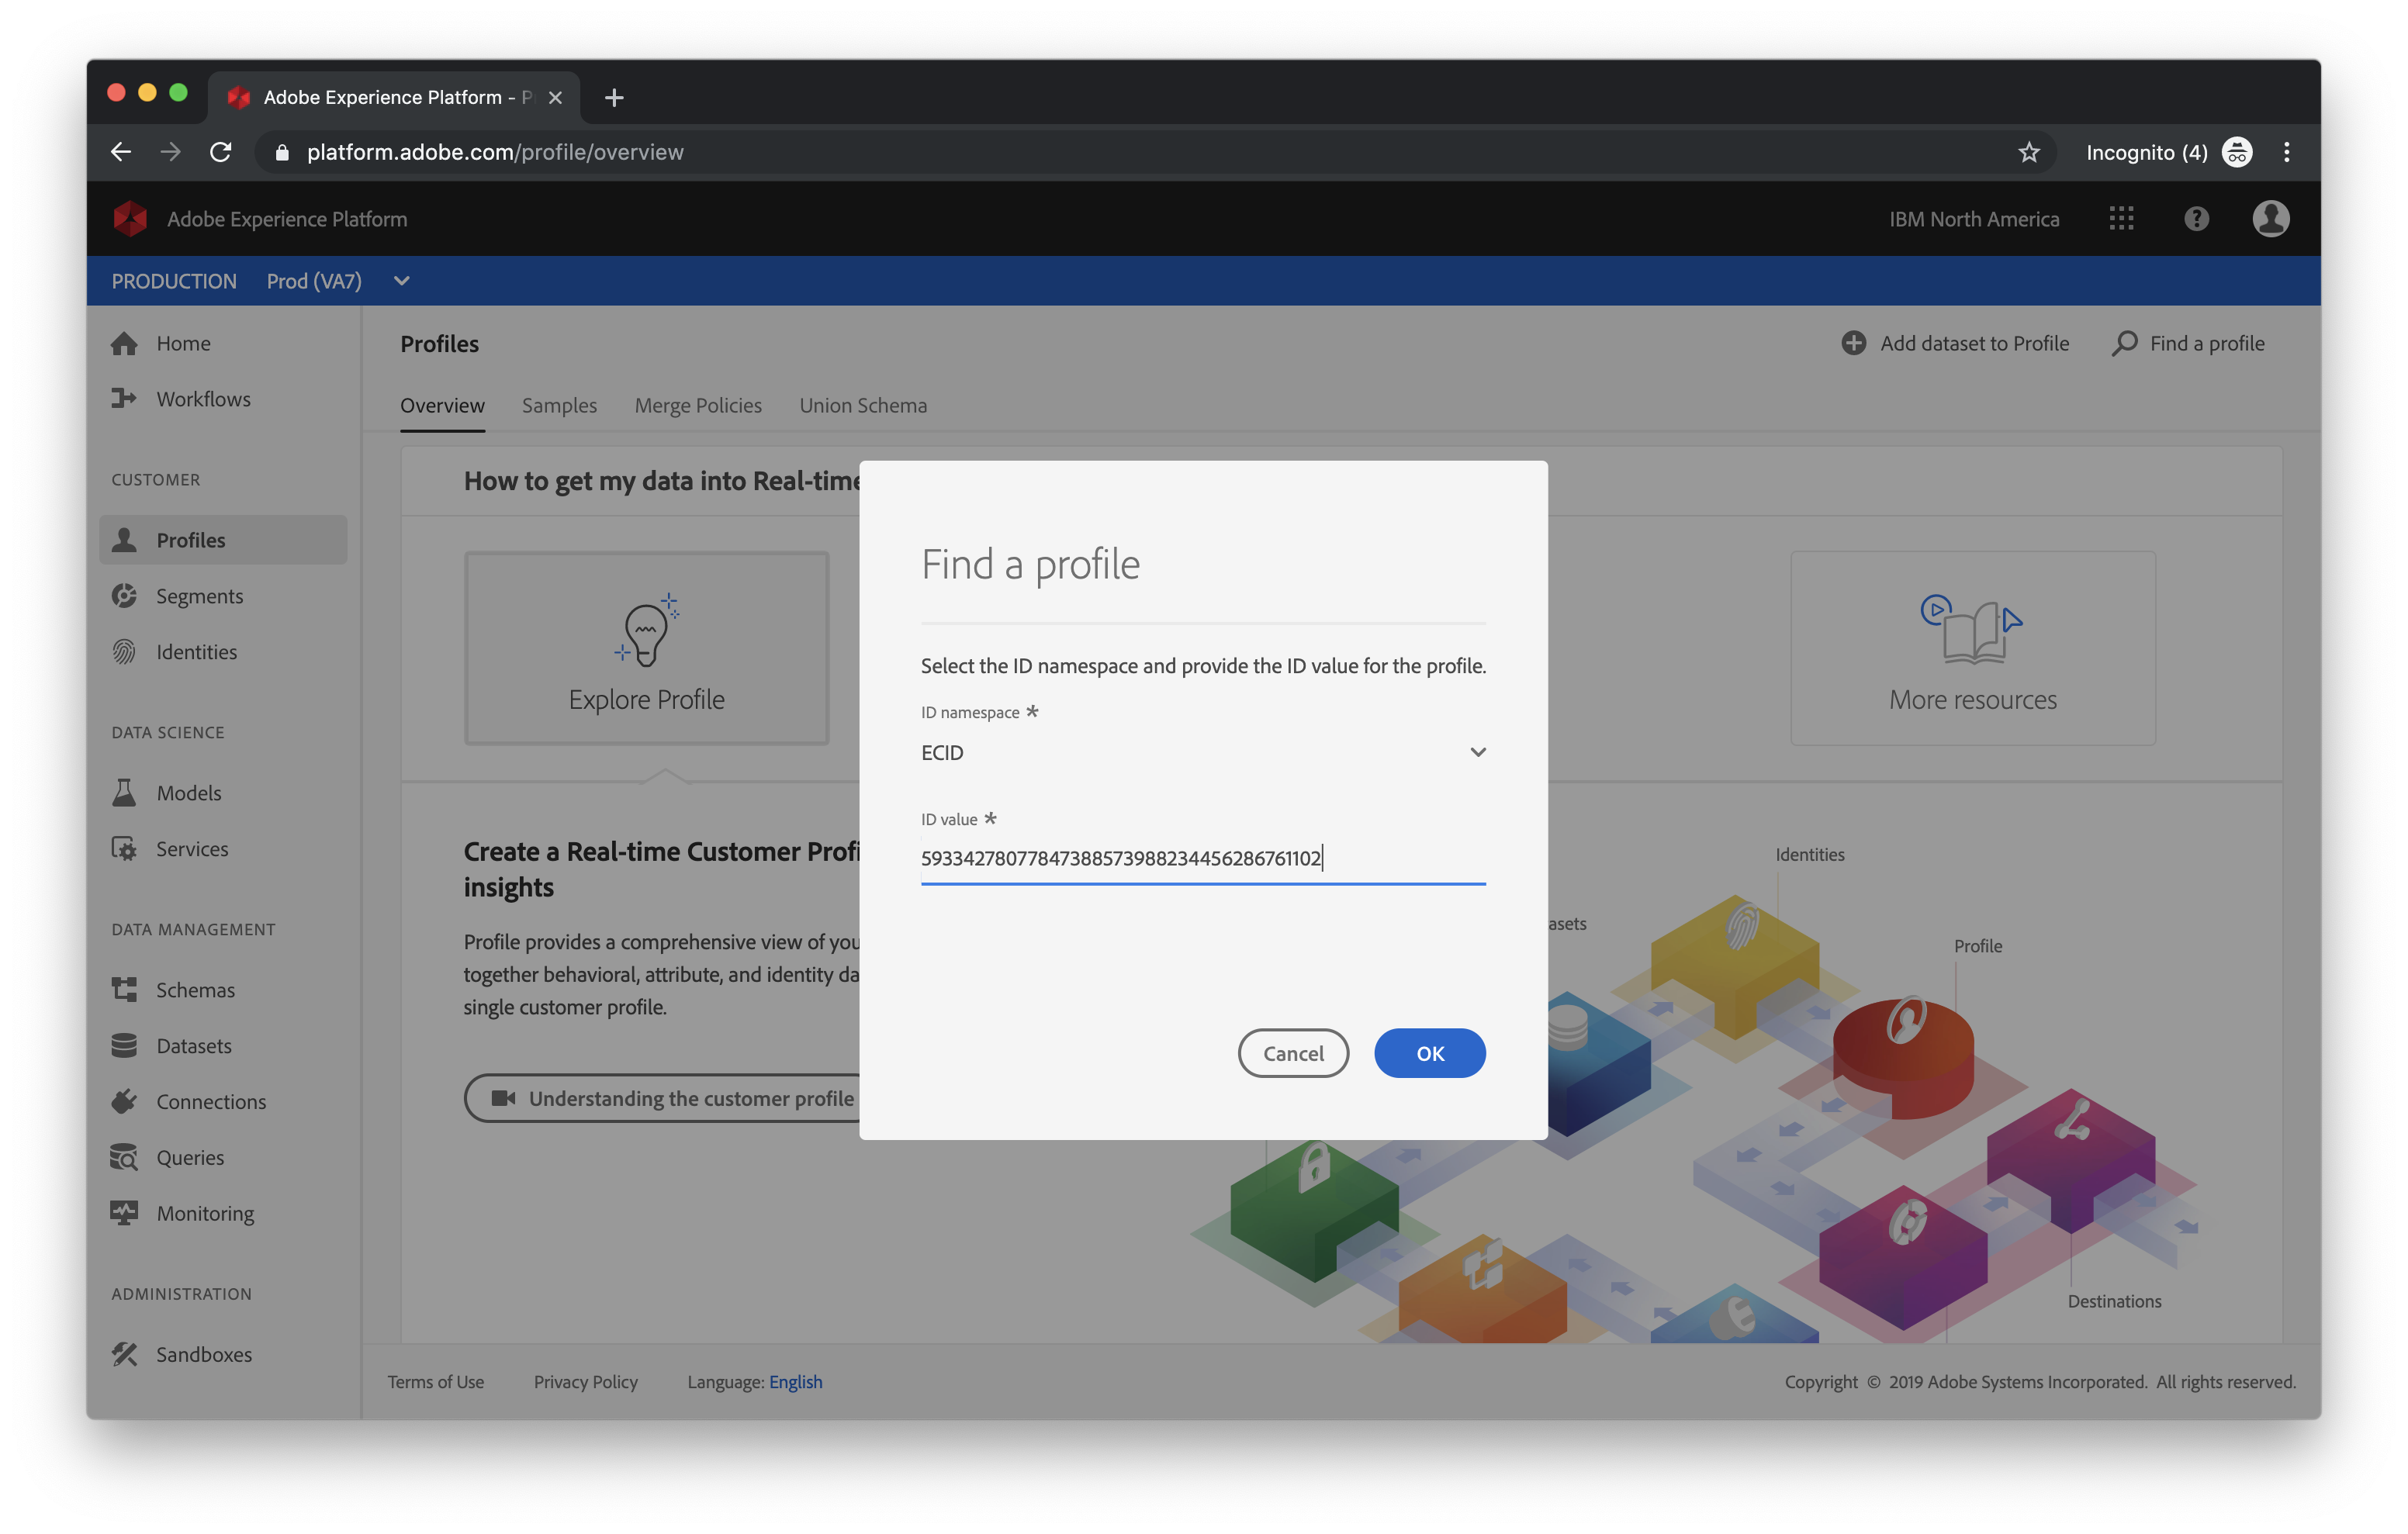 Adobe Experience Platform - P
platform.adobe.com/profile/overview
Incognito (4)
Adobe Experience Platform
IBM North America
PRODUCTION Prod (VA7)
Home
Workflows
CUSTOMER
Profiles
Segments
Identities
DATA SCIENCE
Models
Services
DATA MANAGEMENT
Schemas
Datasets
Connections
Queries
Monitoring
ADMINISTRATION
Sandboxes
Profiles
Add dataset to Profile
Find a profile
Overview Samples Merge Policies Union Schema
How to get my data into Real-time
Explore Profile
More resources
Create a Real-time Customer Profi
insights
Profile provides a comprehensive view of you
together behavioral, attribute, and identity da
single customer profile.
Understanding the customer profile
Find a profile
Select the ID namespace and provide the ID value for the profile.
ID namespace *
ECID
ID value *
59334278077847388573988234456286761102
Cancel OK
Identities
asets
Profile
Destinations
Terms of Use Privacy Policy Language: English
Copyright © 2019 Adobe Systems Incorporated. All rights reserved.